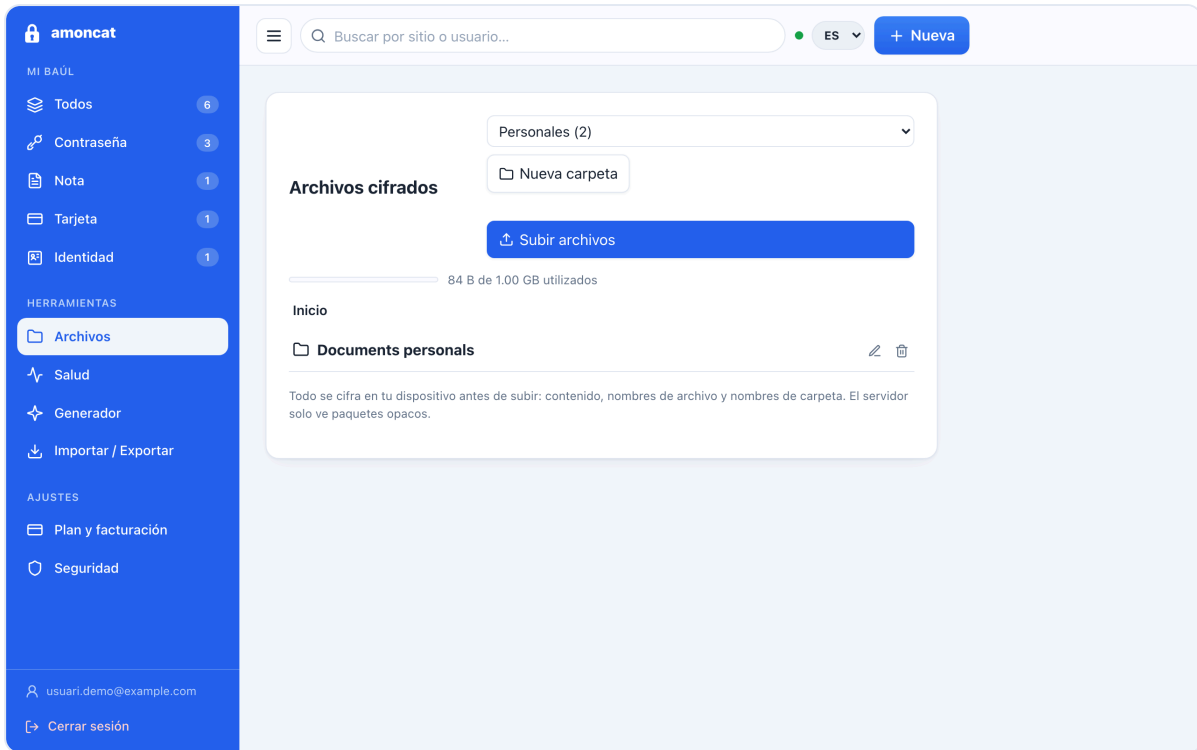 amoncat
Buscar por sitio o usuario...
ES
+ Nueva
MI BAÚL
Todos 6
Contraseña 3
Nota 1
Tarjeta 1
Identidad 1
HERRAMIENTAS
Archivos
Salud
Generador
Importar / Exportar
AJUSTES
Plan y facturación
Seguridad
usuari.demo@example.com
Cerrar sesión
Personales (2)
Nueva carpeta
Archivos cifrados
Subir archivos
84 B de 1.00 GB utilizados
Inicio
Documents personals
Todo se cifra en tu dispositivo antes de subir: contenido, nombres de archivo y nombres de carpeta. El servidor
solo ve paquetes opacos.